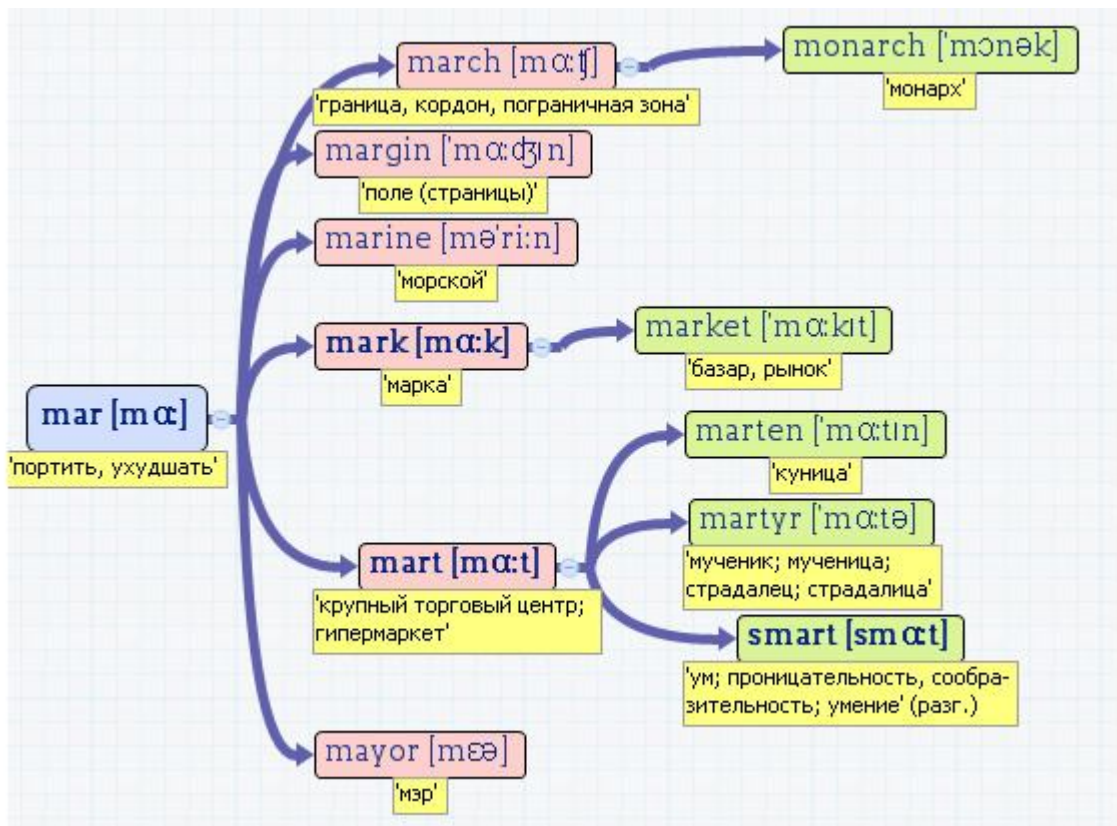 march [mɑ:ʧ]
'граница, кордон, пограничная зона'
monarch ['mɔnək]
'монарх'
margin ['mɑ:ʤɪn]
'поле (страницы)'
marine [mə'ri:n]
'морской'
mark [mɑ:k]
'марка'
market ['mɑ:kɪt]
'базар, рынок'
mar [mɑ:]
'портить, ухудшать'
marten ['mɑ:tɪn]
'куница'
martyr ['mɑ:tə]
'мученик; мученица;
страдалец; страдалица'
mart [mɑ:t]
'крупный торговый центр;
гипермаркет'
smart [smɑ:t]
'ум; проницательность, сообра-
зительность; умение' (разг.)
mayor [mɛə]
'мэр'